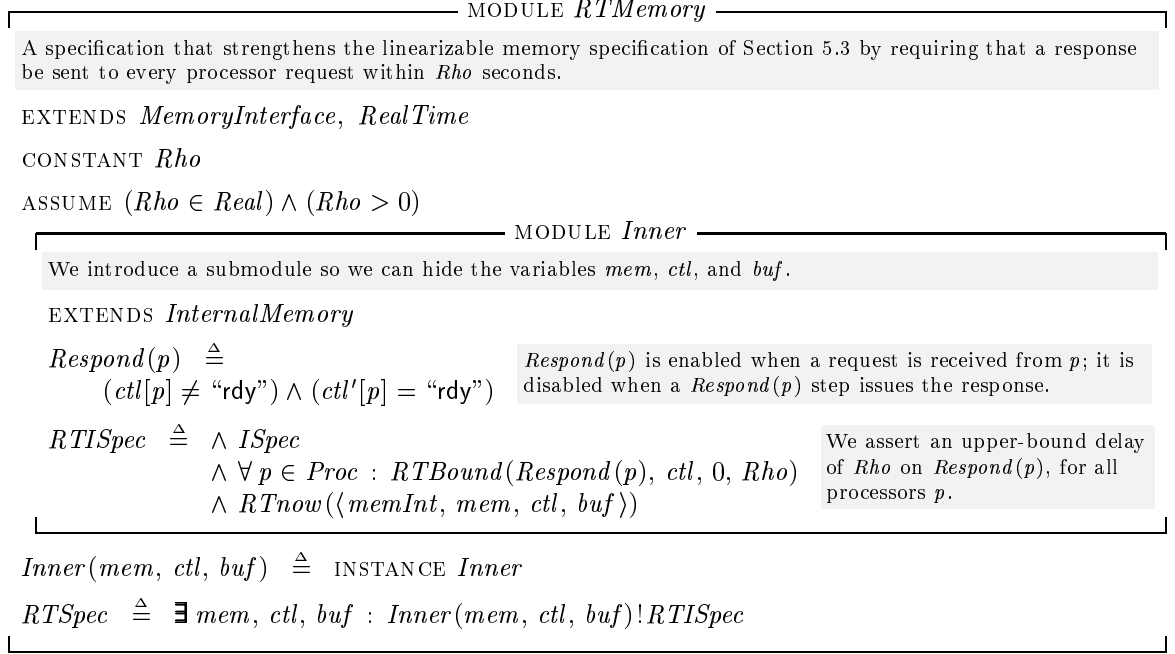 MODULE RTMemory
A specification that strengthens the linearizable memory specification of Section 5.3 by requiring that a response
be sent to every processor request within Rho seconds.
EXTENDS MemoryInterface, RealTime
CONSTANT Rho
ASSUME (Rho ∈ Real) ∧ (Rho > 0)
MODULE Inner
We introduce a submodule so we can hide the variables mem, ctl, and buf.
EXTENDS InternalMemory
Respond(p) ≜
(ctl[p] ≠ “rdy”) ∧ (ctl′[p] = “rdy”)
Respond(p) is enabled when a request is received from p; it is
disabled when a Respond(p) step issues the response.
RTISpec ≜ ∧ ISpec
∧ ∀ p ∈ Proc : RTBound(Respond(p), ctl, 0, Rho)
∧ RTnow(⟨memInt, mem, ctl, buf⟩)
We assert an upper-bound delay
of Rho on Respond(p), for all
processors p.
Inner(mem, ctl, buf) ≜ INSTANCE Inner
RTSpec ≜ ∃ mem, ctl, buf : Inner(mem, ctl, buf)!RTISpec